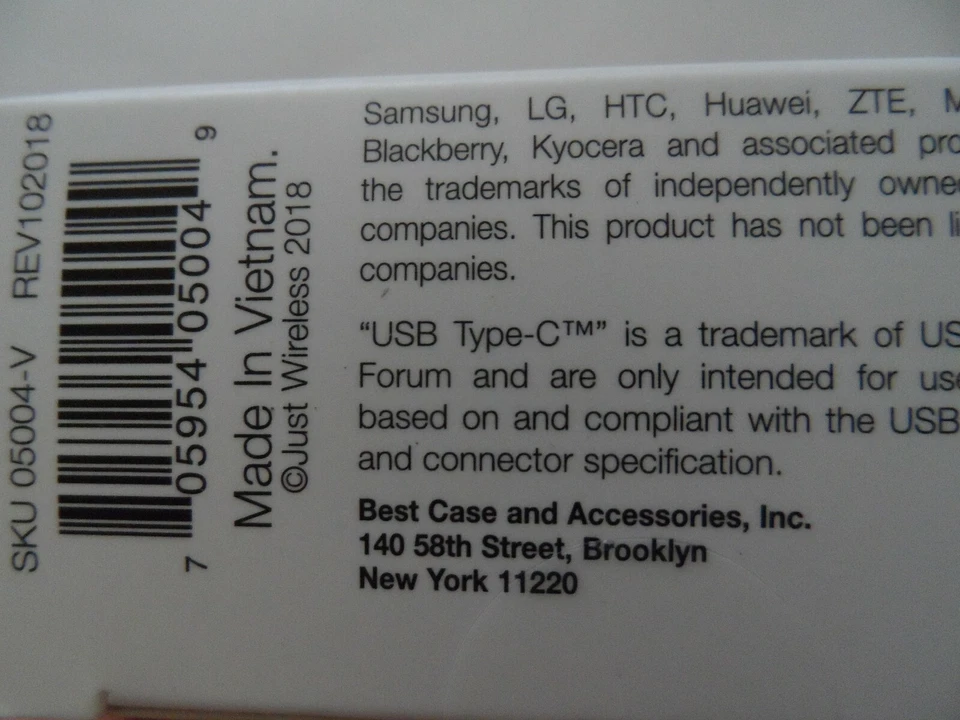 SKU 05004-V REV102018
7 05954 05004 9
Made In Vietnam.
©Just Wireless 2018
Samsung, LG, HTC, Huawei, ZTE,
Blackberry, Kyocera and associated
the trademarks of independently
companies. This product has not been
companies.
“USB Type-C™” is a trademark of
Forum and are only intended for
based on and compliant with the USB
and connector specification.
Best Case and Accessories, Inc.
140 58th Street, Brooklyn
New York 11220